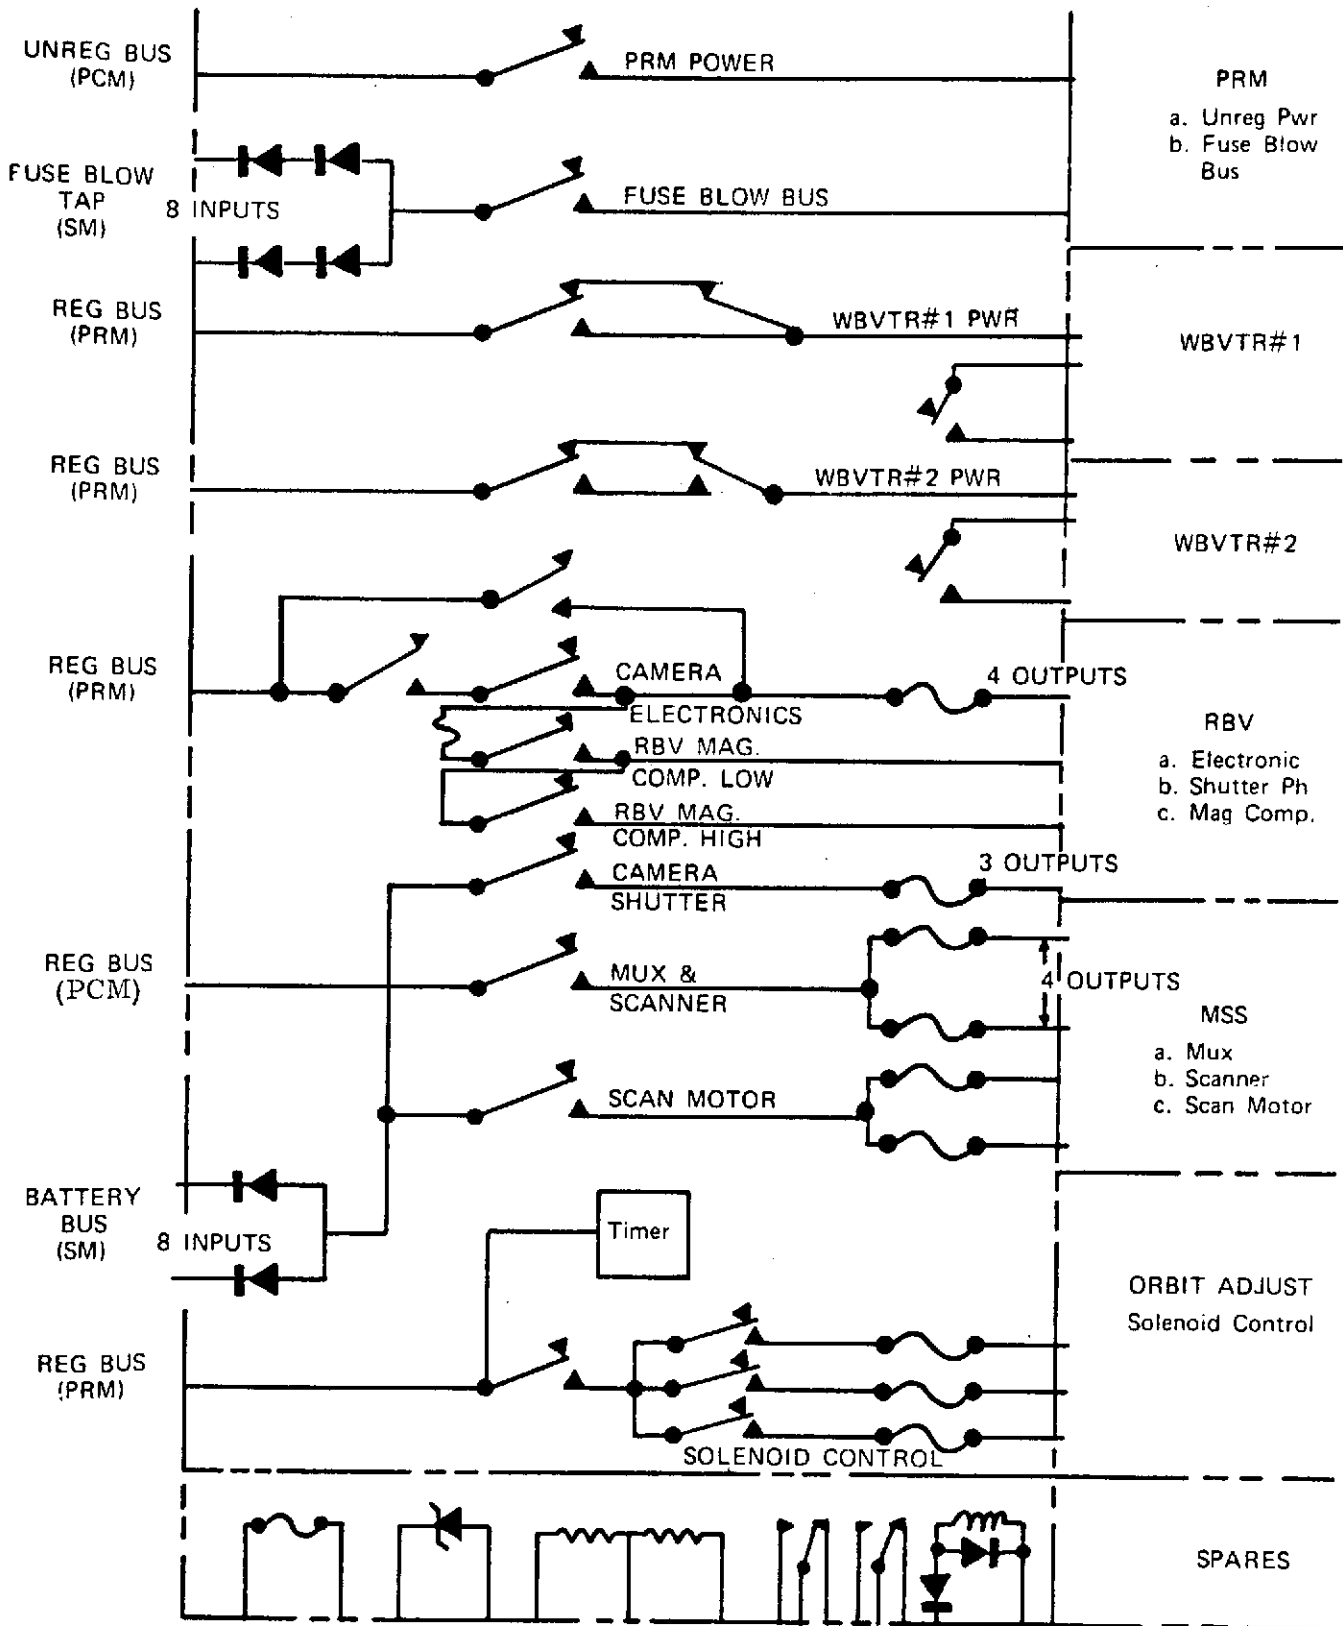 UNREG BUS
(PCM)
PRM POWER
PRM
a. Unreg Pwr
b. Fuse Blow
Bus
FUSE BLOW
TAP
(SM)
8 INPUTS
FUSE BLOW BUS
REG BUS
(PRM)
WBVTR#1 PWR
WBVTR#1
REG BUS
(PRM)
WBVTR#2 PWR
WBVTR#2
REG BUS
(PRM)
CAMERA
ELECTRONICS
4 OUTPUTS
RBV MAG.
COMP. LOW
RBV MAG.
COMP. HIGH
RBV
a. Electronic
b. Shutter Ph
c. Mag Comp.
CAMERA
SHUTTER
3 OUTPUTS
REG BUS
(PCM)
MUX &
SCANNER
4 OUTPUTS
MSS
a. Mux
b. Scanner
c. Scan Motor
SCAN MOTOR
BATTERY
BUS
(SM)
8 INPUTS
Timer
ORBIT ADJUST
Solenoid Control
REG BUS
(PRM)
SOLENOID CONTROL
SPARES